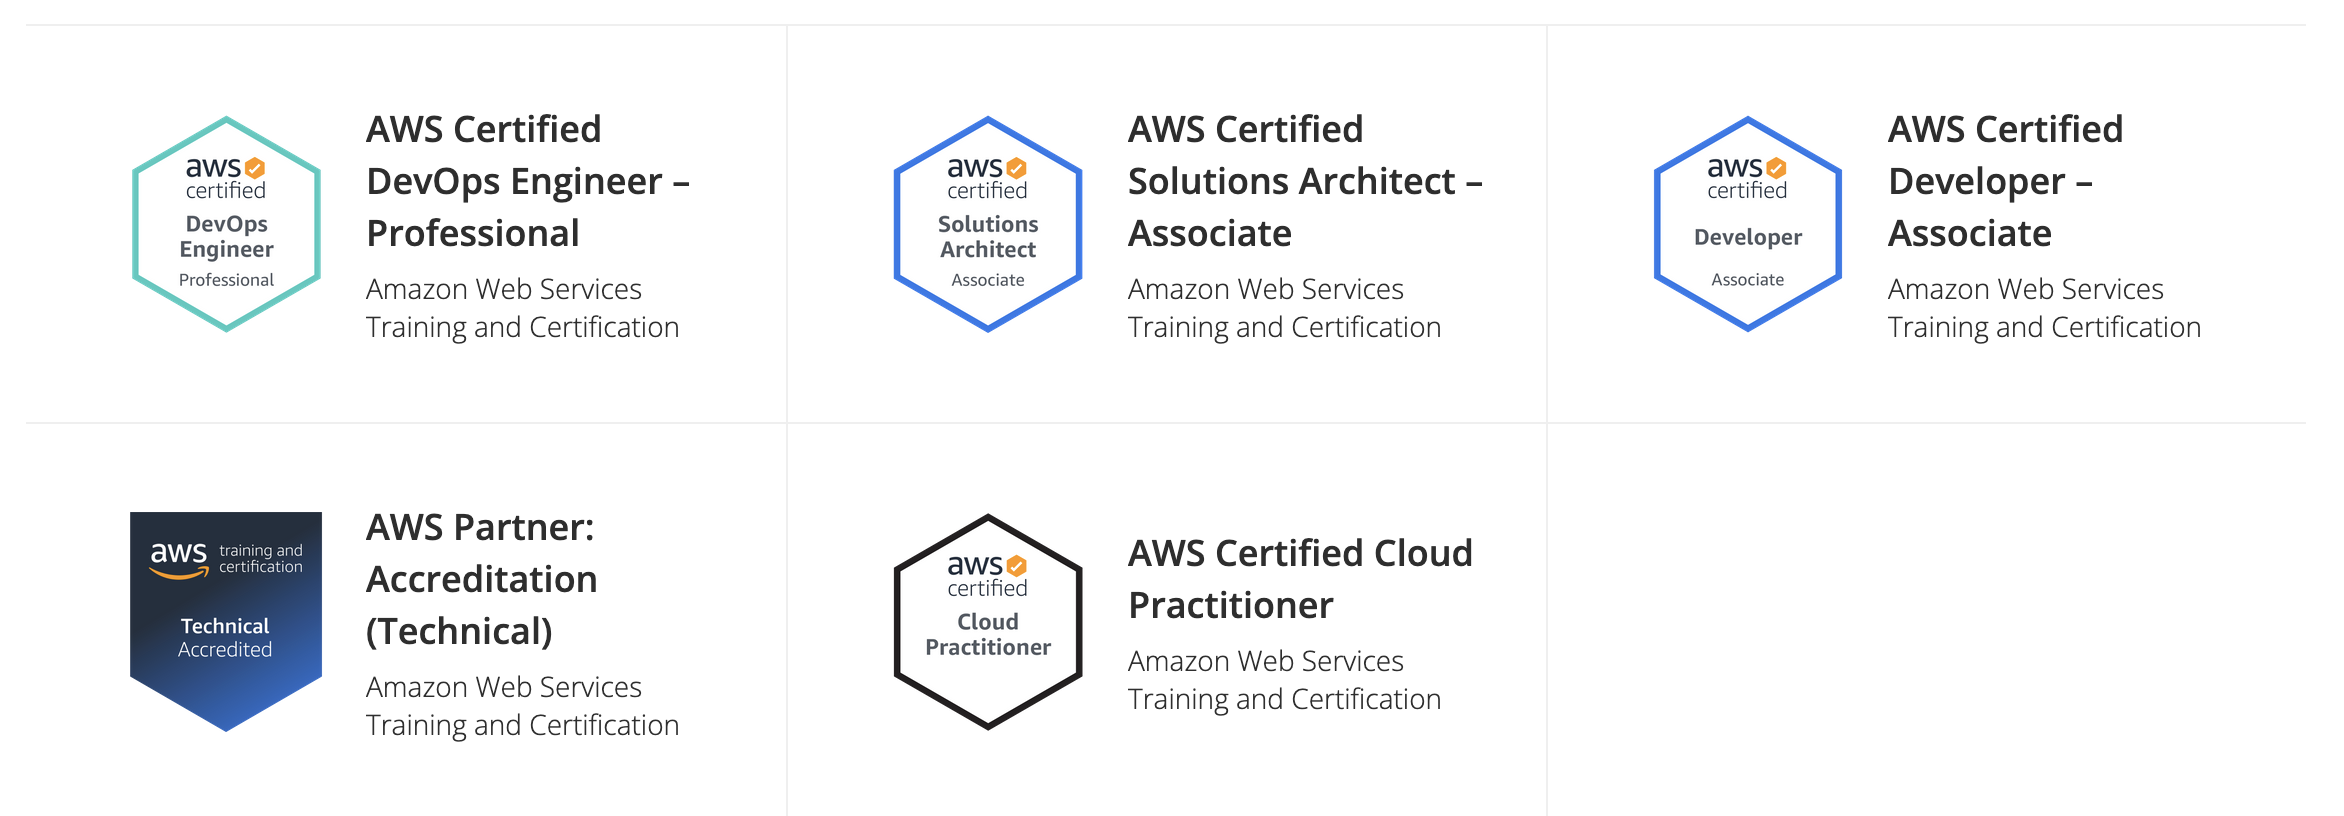 aws
certified
DevOps
Engineer
Professional
AWS Certified
DevOps Engineer –
Professional
Amazon Web Services
Training and Certification
aws
certified
Solutions
Architect
Associate
AWS Certified
Solutions Architect –
Associate
Amazon Web Services
Training and Certification
aws
certified
Developer
Associate
AWS Certified
Developer –
Associate
Amazon Web Services
Training and Certification
aws training and
certification
Technical
Accredited
AWS Partner:
Accreditation
(Technical)
Amazon Web Services
Training and Certification
aws
certified
Cloud
Practitioner
AWS Certified Cloud
Practitioner
Amazon Web Services
Training and Certification